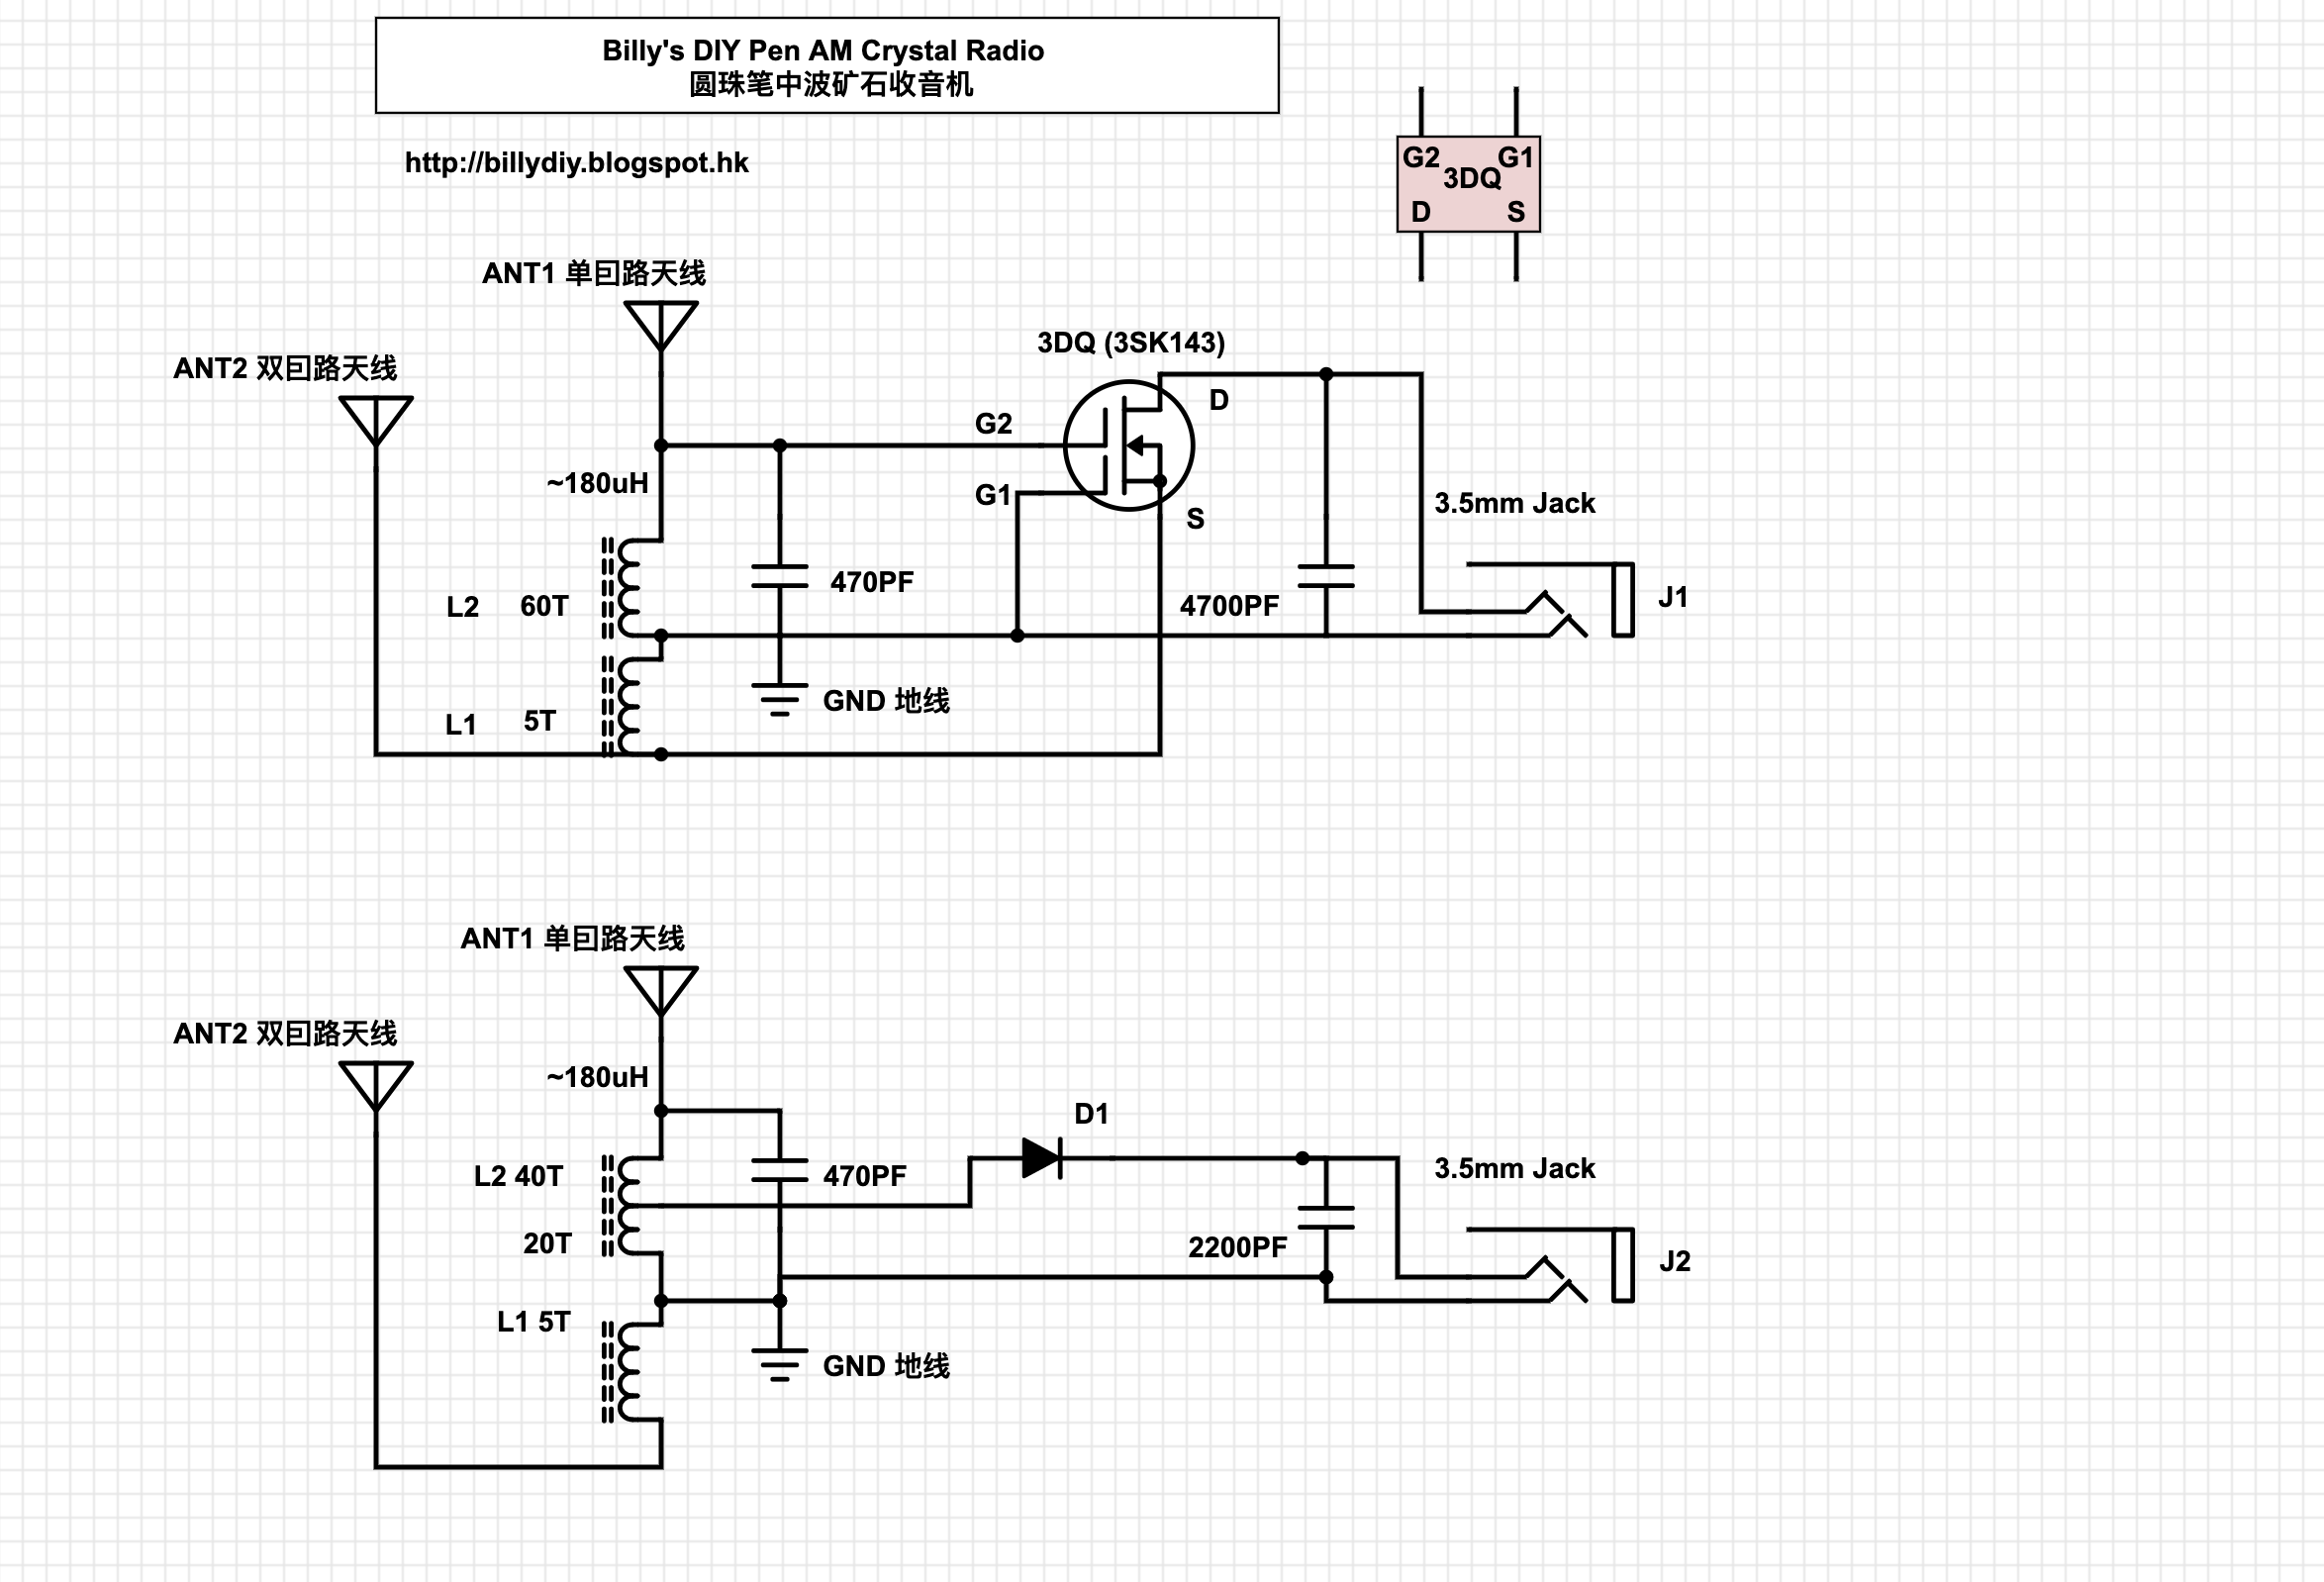 Billy's DIY Pen AM Crystal Radio
圆珠笔中波矿石收音机
http://billydiy.blogspot.hk
G2 G1
3DQ
D S
ANT1 单回路天线
ANT2 双回路天线
3DQ (3SK143)
D
G2
~180uH
G1
S
3.5mm Jack
470PF
L2 60T
4700PF
J1
GND 地线
L1 5T
ANT1 单回路天线
ANT2 双回路天线
~180uH
D1
L2 40T
470PF
3.5mm Jack
20T
2200PF
J2
L1 5T
GND 地线